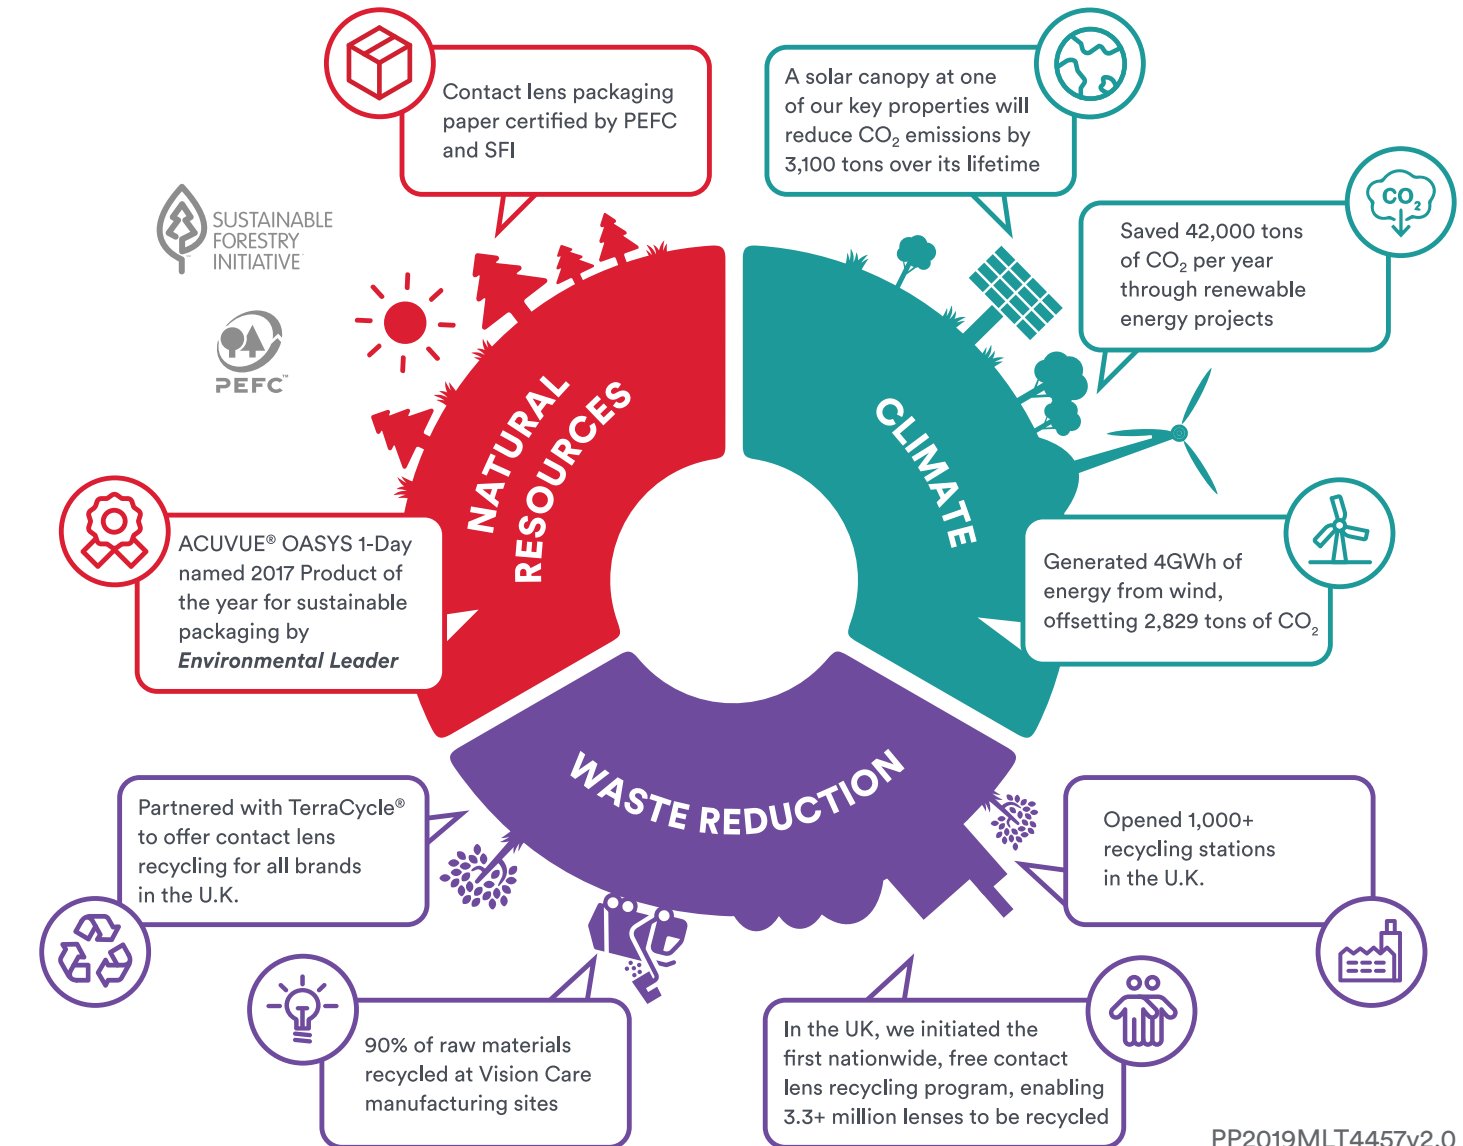 Contact lens packaging
paper certified by PEFC
and SFI
A solar canopy at one
of our key properties will
reduce CO₂ emissions by
3,100 tons over its lifetime
CO₂
Saved 42,000 tons
of CO₂ per year
through renewable
energy projects
SUSTAINABLE
FORESTRY
INITIATIVE
PEFC™
NATURAL
RESOURCES
CLIMATE
ACUVUE® OASYS 1-Day
named 2017 Product of
the year for sustainable
packaging by
Environmental Leader
Generated 4GWh of
energy from wind,
offsetting 2,829 tons of CO₂
WASTE REDUCTION
Partnered with TerraCycle®
to offer contact lens
recycling for all brands
in the U.K.
Opened 1,000+
recycling stations
in the U.K.
90% of raw materials
recycled at Vision Care
manufacturing sites
In the UK, we initiated the
first nationwide, free contact
lens recycling program, enabling
3.3+ million lenses to be recycled
PP2019MLT4457v2.0